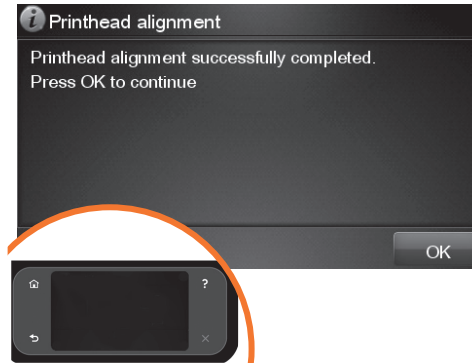 Printhead alignment
Printhead alignment successfully completed.
Press OK to continue
OK
?